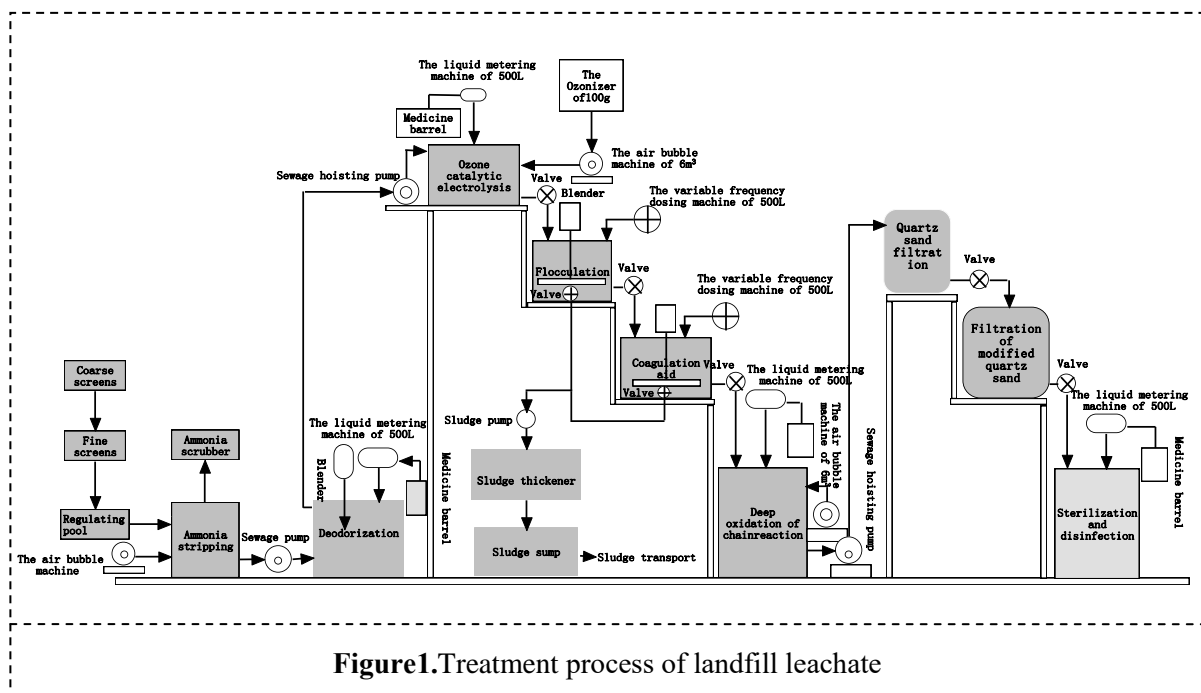 The liquid metering
machine of 500L
Medicine
barrel
The
Ozonizer
of100g
Sewage hoisting pump
Ozone
catalytic
electrolysis
The air bubble
machine of 6m³
Valve
Blender
The variable frequency
dosing machine of 500L
Flocculation
Valve
Valve
The variable frequency
dosing machine of 500L
Coagulation
aid
Valve
Valve
The liquid metering
machine of 500L
The air bubble
machine of 6m³
Sewage hoisting pump
Quartz
sand
filtrat
ion
Valve
Filtration
of
modified
quartz
sand
Valve
The liquid metering
machine of 500L
Medicine barrel
Sterilization
and
disinfection
Coarse
screens
Fine
screens
Regulating
pool
The air bubble
machine
Ammonia
scrubber
Ammonia
stripping
Sewage pump
The liquid metering
machine of 500L
Blender
Medicine barrel
Deodorization
Sludge pump
Sludge thickener
Sludge sump
Sludge transport
Deep
oxidation of
chainreaction
Figure1.Treatment process of landfill leachate